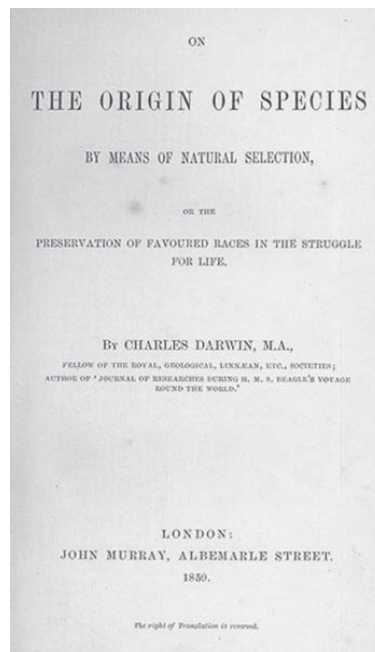 ON
THE ORIGIN OF SPECIES
BY MEANS OF NATURAL SELECTION,
OR THE
PRESERVATION OF FAVOURED RACES IN THE STRUGGLE
FOR LIFE.
By CHARLES DARWIN, M.A.,
FELLOW OF THE ROYAL, GEOLOGICAL, LINNÆAN, ETC., SOCIETIES;
AUTHOR OF ‘JOURNAL OF RESEARCHES DURING H. M. S. BEAGLE’S VOYAGE
ROUND THE WORLD.’
LONDON:
JOHN MURRAY, ALBEMARLE STREET.
1859.
The right of Translation is reserved.